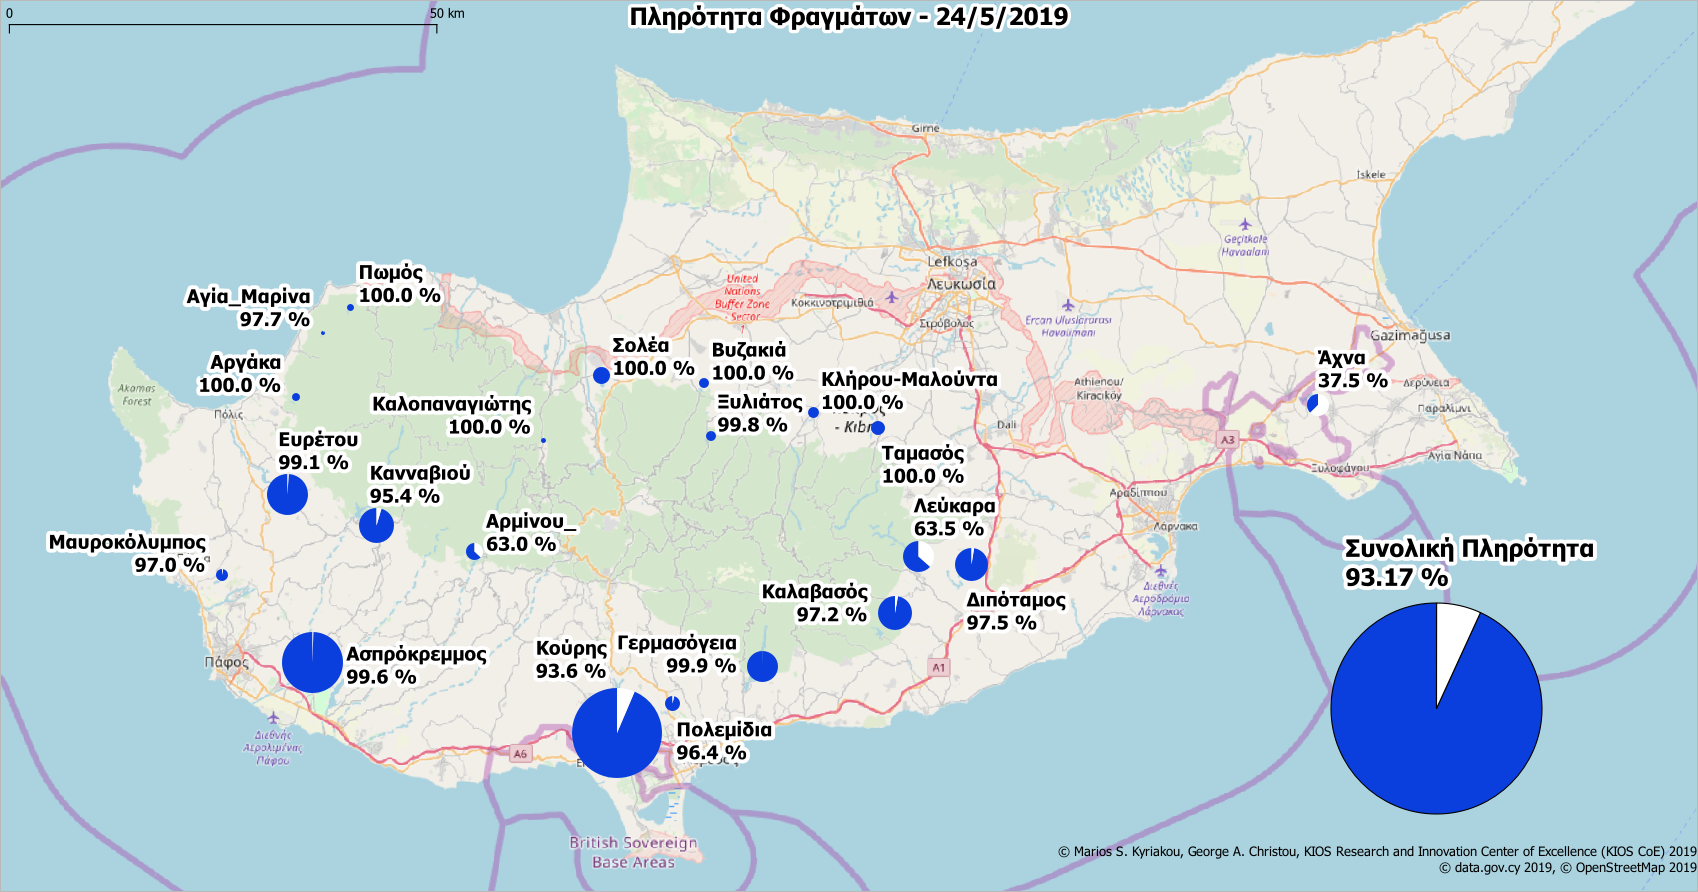 0
50 km
Πληρότητα Φραγμάτων - 24/5/2019
Girne
Iskele
Geçitkale
Havaalanı
Lefkoşa
Λευκωσία
Στρόβολος
Κοκκινοτριμιθιά
United
Nations
Buffer Zone
Sector
Ercan Uluslararası
Havalimanı
Gazimağusa
Πωμός
100.0 %
Αγία_Μαρίνα
97.7 %
Αργάκα
100.0 %
Akamas
Forest
Πόλις
Σολέα
100.0 %
Βυζακιά
100.0 %
Κλήρου-Μαλούντα
100.0 %
Άχνα
37.5 %
Δερύνεια
Παραλίμνι
Athienou/
Kiracıköy
Καλοπαναγιώτης
100.0 %
Ξυλιάτος
99.8 %
- Kıbr
Dali
A3
Ευρέτου
99.1 %
Κανναβιού
95.4 %
Ταμασός
100.0 %
Ξυλοφάγου
Αγία Νάπα
Αραδίππου
Λάρνακα
Λεύκαρα
63.5 %
Αρμίνου_
63.0 %
Μαυροκόλυμπος
97.0 %
Συνολική Πληρότητα
93.17 %
Διεθνής
Αεροδρόμιο
Λάρνακας
Καλαβασός
97.2 %
Διπόταμος
97.5 %
Γερμασόγεια
99.9 %
Κούρης
93.6 %
Ασπρόκρεμμος
99.6 %
Πάφος
A1
Διεθνής
Αερολιμένας
Πάφου
A6
Πολεμίδια
96.4 %
British Sovereign
Base Areas
© Marios S. Kyriakou, George A. Christou, KIOS Research and Innovation Center of Excellence (KIOS CoE) 2019
© data.gov.cy 2019, © OpenStreetMap 2019